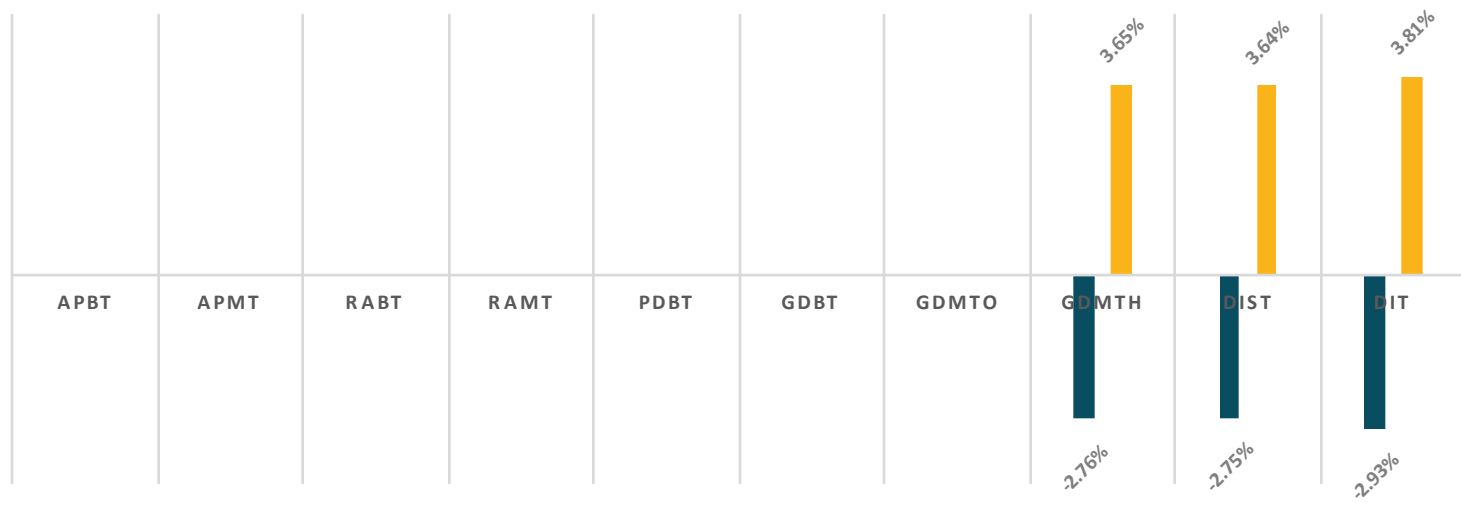 3.65%
3.64%
3.81%
APBT
APMT
RABT
RAMT
PDBT
GDBT
GDMTO
GDMTH
DIST
DIT
-2.76%
-2.75%
-2.93%